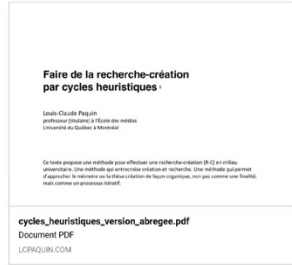 Faire de la recherche-création
par cycles heuristiques ¹
Louis-Claude Paquin
professeur (titulaire) à l'École des médias
Université du Québec à Montréal
Ce texte propose une méthode pour effectuer une recherche-création (R-C) en milieu
universitaire. Une méthode qui entrecroise création et recherche. Une méthode qui permet
d'approcher le mémoire ou la thèse création de façon organique, non pas comme une finalité,
mais comme un processus itératif.
cycles_heuristiques_version_abregee.pdf
Document PDF
LCPAQUIN.COM